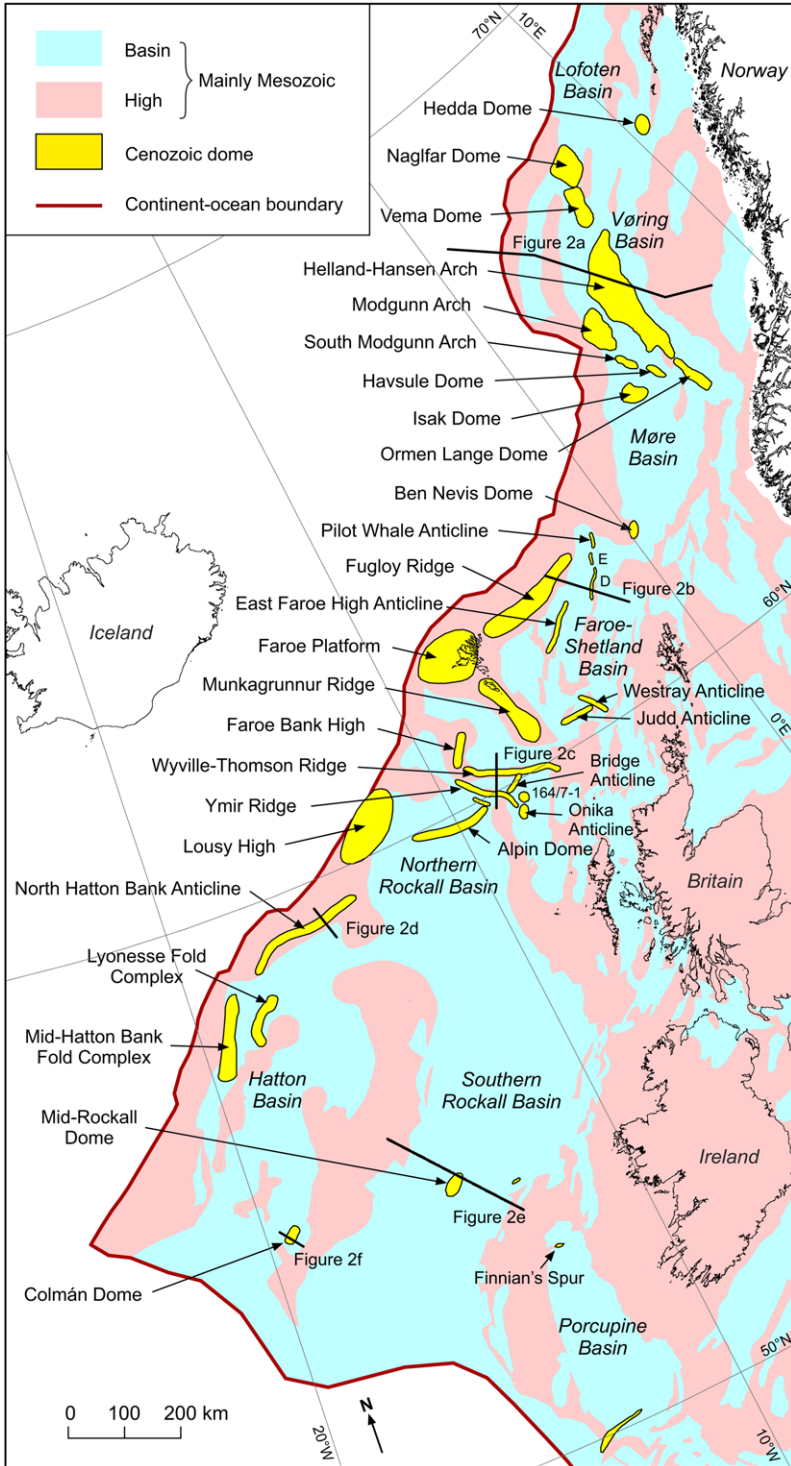 Basin
High
Mainly Mesozoic
Cenozoic dome
Continent-ocean boundary
70°N
10°E
Norway
Lofoten
Basin
Hedda Dome
Naglfar Dome
Vema Dome
Vøring
Basin
Figure 2a
Helland-Hansen Arch
Modgunn Arch
South Modgunn Arch
Havsule Dome
Isak Dome
Ormen Lange Dome
Møre
Basin
Ben Nevis Dome
Pilot Whale Anticline
E
D
Fugloy Ridge
Figure 2b
60°N
East Faroe High Anticline
Faroe-
Shetland
Basin
Iceland
Faroe Platform
Munkagrunnur Ridge
Westray Anticline
Judd Anticline
0°E
Faroe Bank High
Figure 2c
Wyville-Thomson Ridge
Bridge
Anticline
Ymir Ridge
164/7-1
Onika
Anticline
Lousy High
Alpin Dome
Northern
Rockall Basin
Britain
North Hatton Bank Anticline
Figure 2d
Lyonesse Fold
Complex
Mid-Hatton Bank
Fold Complex
Hatton
Basin
Southern
Rockall Basin
Mid-Rockall
Dome
Ireland
Figure 2e
Figure 2f
Colmán Dome
Finnian's Spur
Porcupine
Basin
50°N
0 100 200 km
N
20°W
10°W